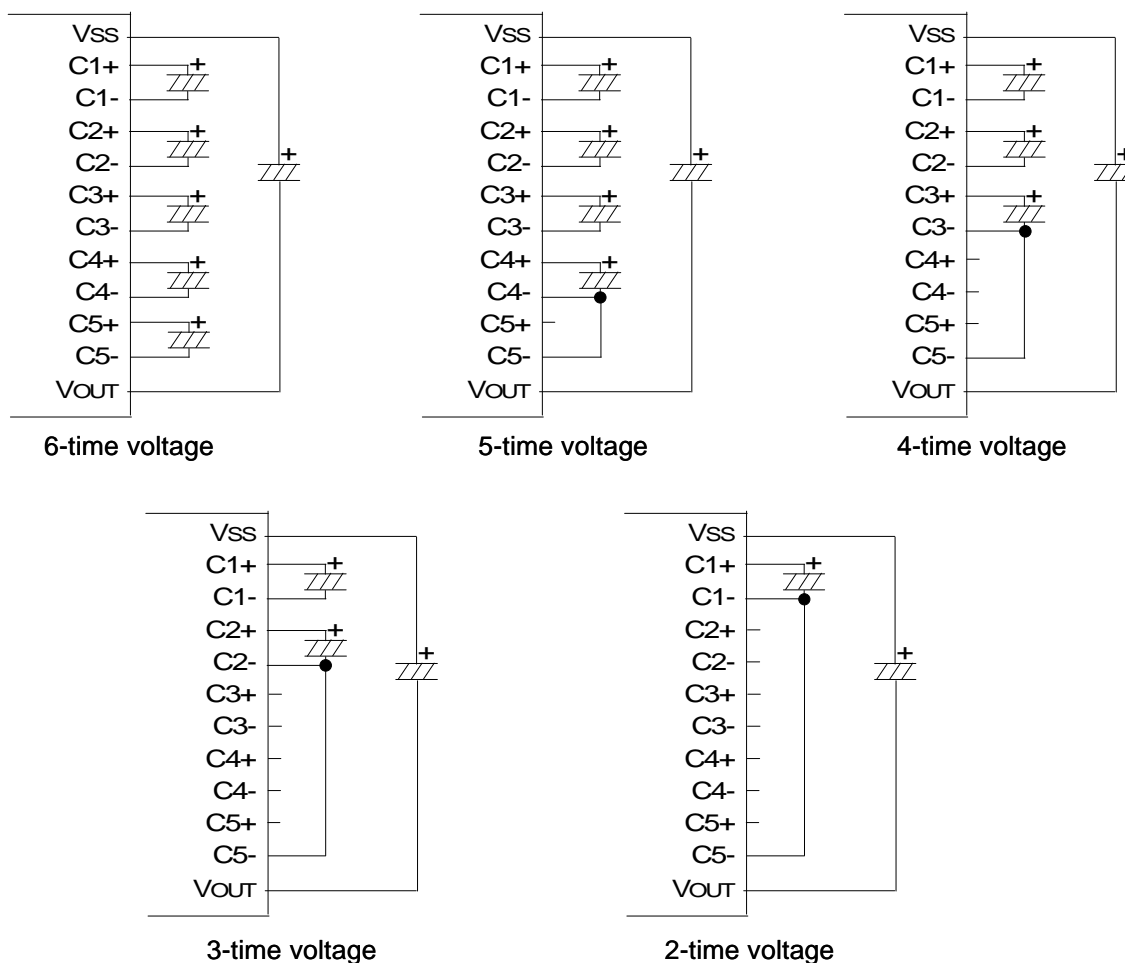 VSS
C1+
C1-
C2+
C2-
C3+
C3-
C4+
C4-
C5+
C5-
VOUT
+
+
+
+
+
+
6-time voltage
VSS
C1+
C1-
C2+
C2-
C3+
C3-
C4+
C4-
C5+
C5-
VOUT
+
+
+
+
+
5-time voltage
VSS
C1+
C1-
C2+
C2-
C3+
C3-
C4+
C4-
C5+
C5-
VOUT
+
+
+
+
4-time voltage
VSS
C1+
C1-
C2+
C2-
C3+
C3-
C4+
C4-
C5+
C5-
VOUT
+
+
+
3-time voltage
VSS
C1+
C1-
C2+
C2-
C3+
C3-
C4+
C4-
C5+
C5-
VOUT
+
+
2-time voltage